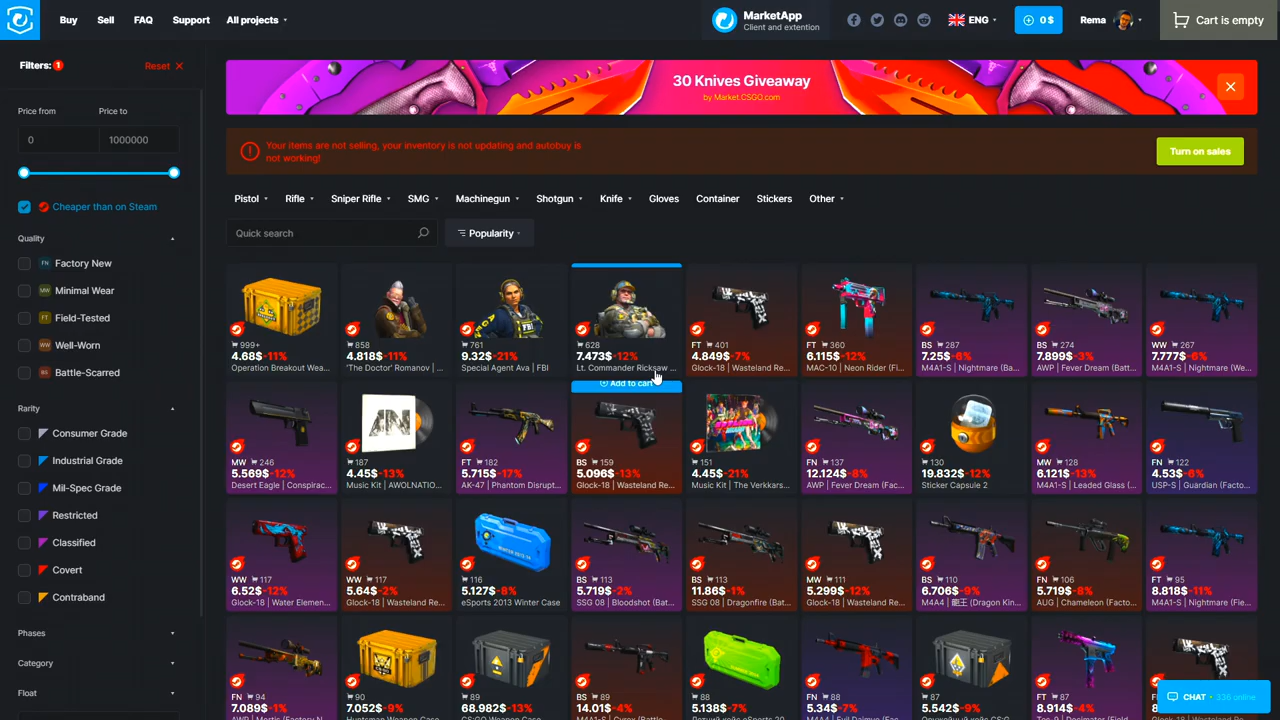 Buy
Sell
FAQ
Support
All projects
MarketApp
Client and extention
ENG
0 $
Rema
Cart is empty
Filters: 1
Reset
30 Knives Giveaway
by Market.CSGO.com
Price from
Price to
0
1000000
Your items are not selling, your inventory is not updating and autobuy is
not working!
Turn on sales
Pistol
Rifle
Sniper Rifle
SMG
Machinegun
Shotgun
Knife
Gloves
Container
Stickers
Other
Cheaper than on Steam
Quick search
Popularity
Quality
FN Factory New
MW Minimal Wear
FT Field-Tested
WW Well-Worn
BS Battle-Scarred
Rarity
Consumer Grade
Industrial Grade
Mil-Spec Grade
Restricted
Classified
Covert
Contraband
Phases
Category
Float
999+
4.68$-11%
Operation Breakout Wea...
858
4.818$-11%
'The Doctor' Romanov | ...
761
9.32$-21%
Special Agent Ava | FBI
628
7.473$-12%
Lt. Commander Ricksaw ...
Add to cart
FT 401
4.849$-7%
Glock-18 | Wasteland Re...
FT 360
6.115$-12%
MAC-10 | Neon Rider (Fi...
BS 287
7.25$-6%
M4A1-S | Nightmare (Ba...
BS 274
7.899$-3%
AWP | Fever Dream (Batt...
WW 267
7.777$-6%
M4A1-S | Nightmare (We...
MW 246
5.569$-12%
Desert Eagle | Conspirac...
187
4.45$-13%
Music Kit | AWOLNATIO...
FT 182
5.715$-17%
AK-47 | Phantom Disrupt...
BS 159
5.096$-13%
Glock-18 | Wasteland Re...
151
4.45$-21%
Music Kit | The Verkkars...
FN 137
12.124$-8%
AWP | Fever Dream (Fac...
130
19.832$-12%
Sticker Capsule 2
MW 128
6.121$-13%
M4A1-S | Leaded Glass (...
FN 122
4.53$-6%
USP-S | Guardian (Facto...
WW 117
6.52$-12%
Glock-18 | Water Elemen...
WW 117
5.64$-2%
Glock-18 | Wasteland Re...
116
5.127$-8%
eSports 2013 Winter Case
BS 113
5.719$-2%
SSG 08 | Bloodshot (Bat...
BS 113
11.86$-1%
SSG 08 | Dragonfire (Bat...
MW 111
5.299$-12%
Glock-18 | Wasteland Re...
BS 110
6.706$-9%
M4A4 | 龍王 (Dragon Kin...
FN 106
5.719$-8%
AUG | Chameleon (Facto...
FT 95
8.818$-11%
M4A1-S | Nightmare (Fie...
FN 94
7.089$-1%
90
7.052$-9%
89
68.982$-13%
BS 89
14.01$-4%
88
5.138$-8%
FN 88
5.34$-7%
87
5.542$-9%
FT 87
WW
CHAT • 336 online